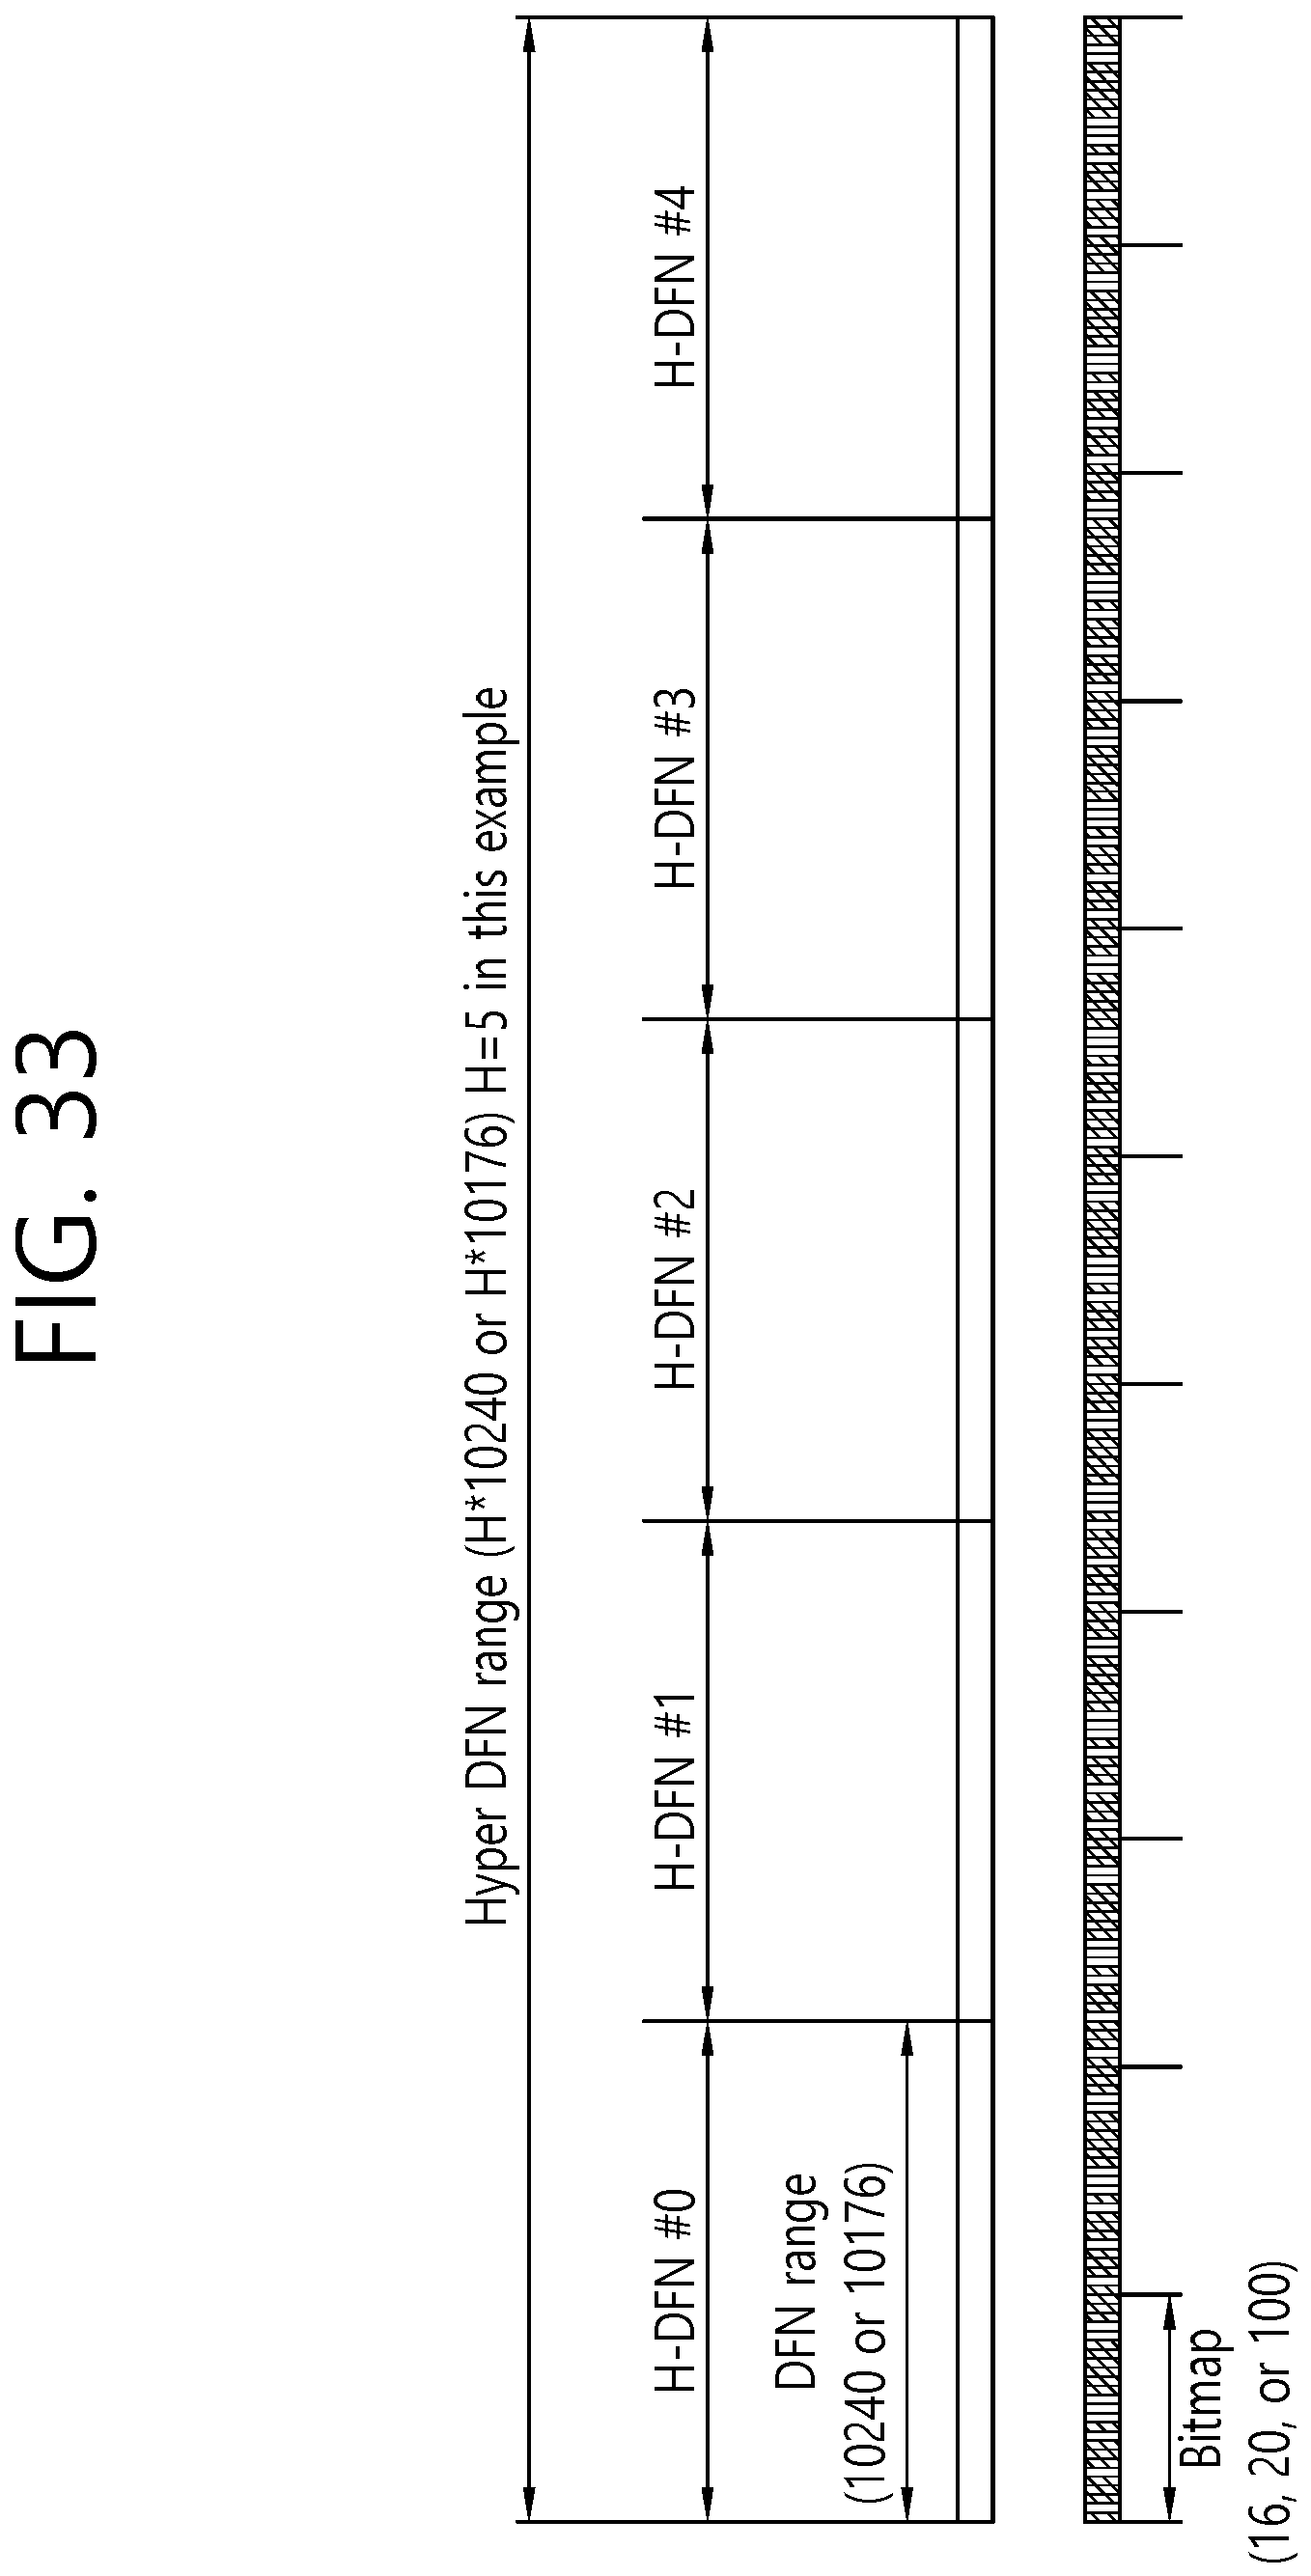 FIG. 33
Hyper DFN range (H*10240 or H*10176) H=5 in this example
H-DFN #0
H-DFN #1
H-DFN #2
H-DFN #3
H-DFN #4
DFN range
(10240 or 10176)
Bitmap
(16, 20, or 100)